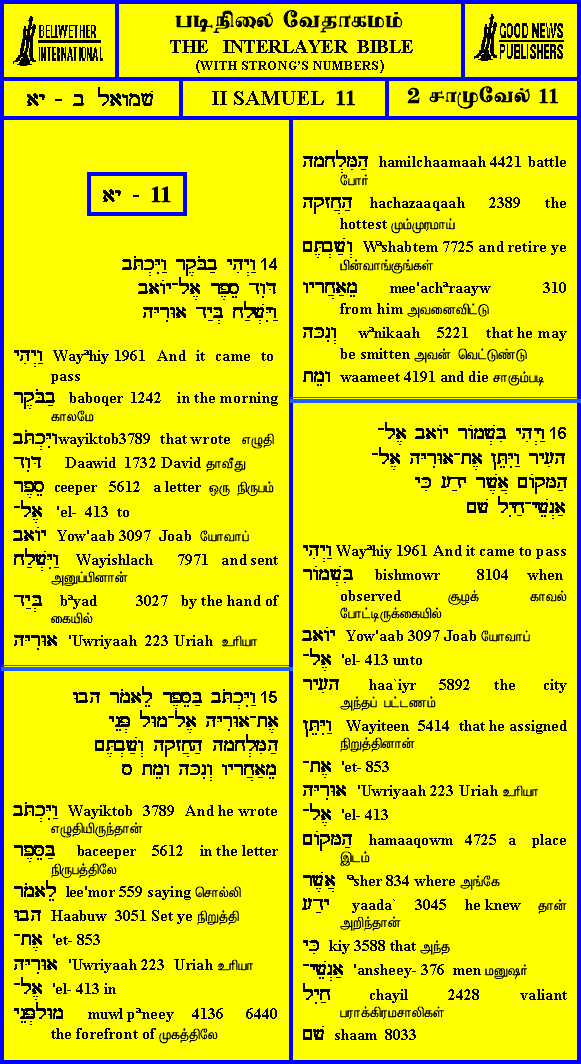 BELLWETHER
INTERNATIONAL
படிநிலை வேதாகமம்
THE INTERLAYER BIBLE
(WITH STRONG'S NUMBERS)
GOOD NEWS
PUBLISHERS
שמואל ב - יא
II SAMUEL 11
2 சாமுவேல் 11
יא - 11
14 וַיְהִי בַבֹּקֶר וַיִּכְתֹּב
דָּוִד סֵפֶר אֶל־יוֹאָב
וַיִּשְׁלַח בְּיַד אוּרִיָּה
וַיְהִי Wayᵊhiy 1961 And it came to
pass
בַבֹּקֶר baboqer 1242 in the morning
காலமே
וַיִּכְתֹּב wayiktob3789 that wrote எழுதி
דָּוִד Daawid 1732 David தாவீது
סֵפֶר ceeper 5612 a letter ஒரு நிருபம்
אֶל־ 'el- 413 to
יוֹאָב Yow'aab 3097 Joab யோவாப்
וַיִּשְׁלַח Wayishlach 7971 and sent
அனுப்பினான்
בְּיַד bᵊyad 3027 by the hand of
கையில்
אוּרִיָּה 'Uwriyaah 223 Uriah உரியா
15 וַיִּכְתֹּב בַּסֵּפֶר לֵאמֹר הָבוּ
אֶת־אוּרִיָּה אֶל־מוּל פְּנֵי
הַמִּלְחָמָה הַחֲזָקָה וְשַׁבְתֶּם
מֵאַחֲרָיו וְנִכָּה וָמֵת ס
וַיִּכְתֹּב Wayiktob 3789 And he wrote
எழுதியிருந்தான்
בַּסֵּפֶר baceeper 5612 in the letter
நிருபத்திலே
לֵאמֹר lee'mor 559 saying சொல்லி
הָבוּ Haabuw 3051 Set ye நிறுத்தி
אֶת־ 'et- 853
אוּרִיָּה 'Uwriyaah 223 Uriah உரியா
אֶל־ 'el- 413 in
מוּלפְּנֵי muwl pᵊneey 4136 6440
the forefront of முகத்திலே
הַמִּלְחָמָה hamilchaamaah 4421 battle
போர்
הַחֲזָקָה hachazaaqaah 2389 the
hottest மும்முரமாய்
וְשַׁבְתֶּם Wᵊshabtem 7725 and retire ye
பின்வாங்குங்கள்
מֵאַחֲרָיו mee'achᵃraayw 310
from him அவனைவிட்டு
וְנִכָּה wᵊnikaah 5221 that he may
be smitten அவன் வெட்டுண்டு
וָמֵת waameet 4191 and die சாகும்படி
16 וַיְהִי בִּשְׁמוֹר יוֹאָב אֶל־
הָעִיר וַיִּתֵּן אֶת־אוּרִיָּה אֶל־
הַמָּקוֹם אֲשֶׁר יָדַע כִּי
אַנְשֵׁי־חַיִל שָׁם
וַיְהִי Wayᵊhiy 1961 And it came to pass
בִּשְׁמוֹר bishmowr 8104 when
observed சூழக் காவல்
போட்டிருக்கையில்
יוֹאָב Yow'aab 3097 Joab யோவாப்
אֶל־ 'el- 413 unto
הָעִיר haa`iyr 5892 the city
அந்தப் பட்டணம்
וַיִּתֵּן Wayiteen 5414 that he assigned
நிறுத்தினான்
אֶת־ 'et- 853
אוּרִיָּה 'Uwriyaah 223 Uriah உரியா
אֶל־ 'el- 413
הַמָּקוֹם hamaaqowm 4725 a place
இடம்
אֲשֶׁר ᵃsher 834 where அங்கே
יָדַע yaada` 3045 he knew தான்
அறிந்தான்
כִּי kiy 3588 that அந்த
אַנְשֵׁי־ 'ansheey- 376 men மனுஷர்
חַיִל chayil 2428 valiant
பராக்கிரமசாலிகள்
שָׁם shaam 8033